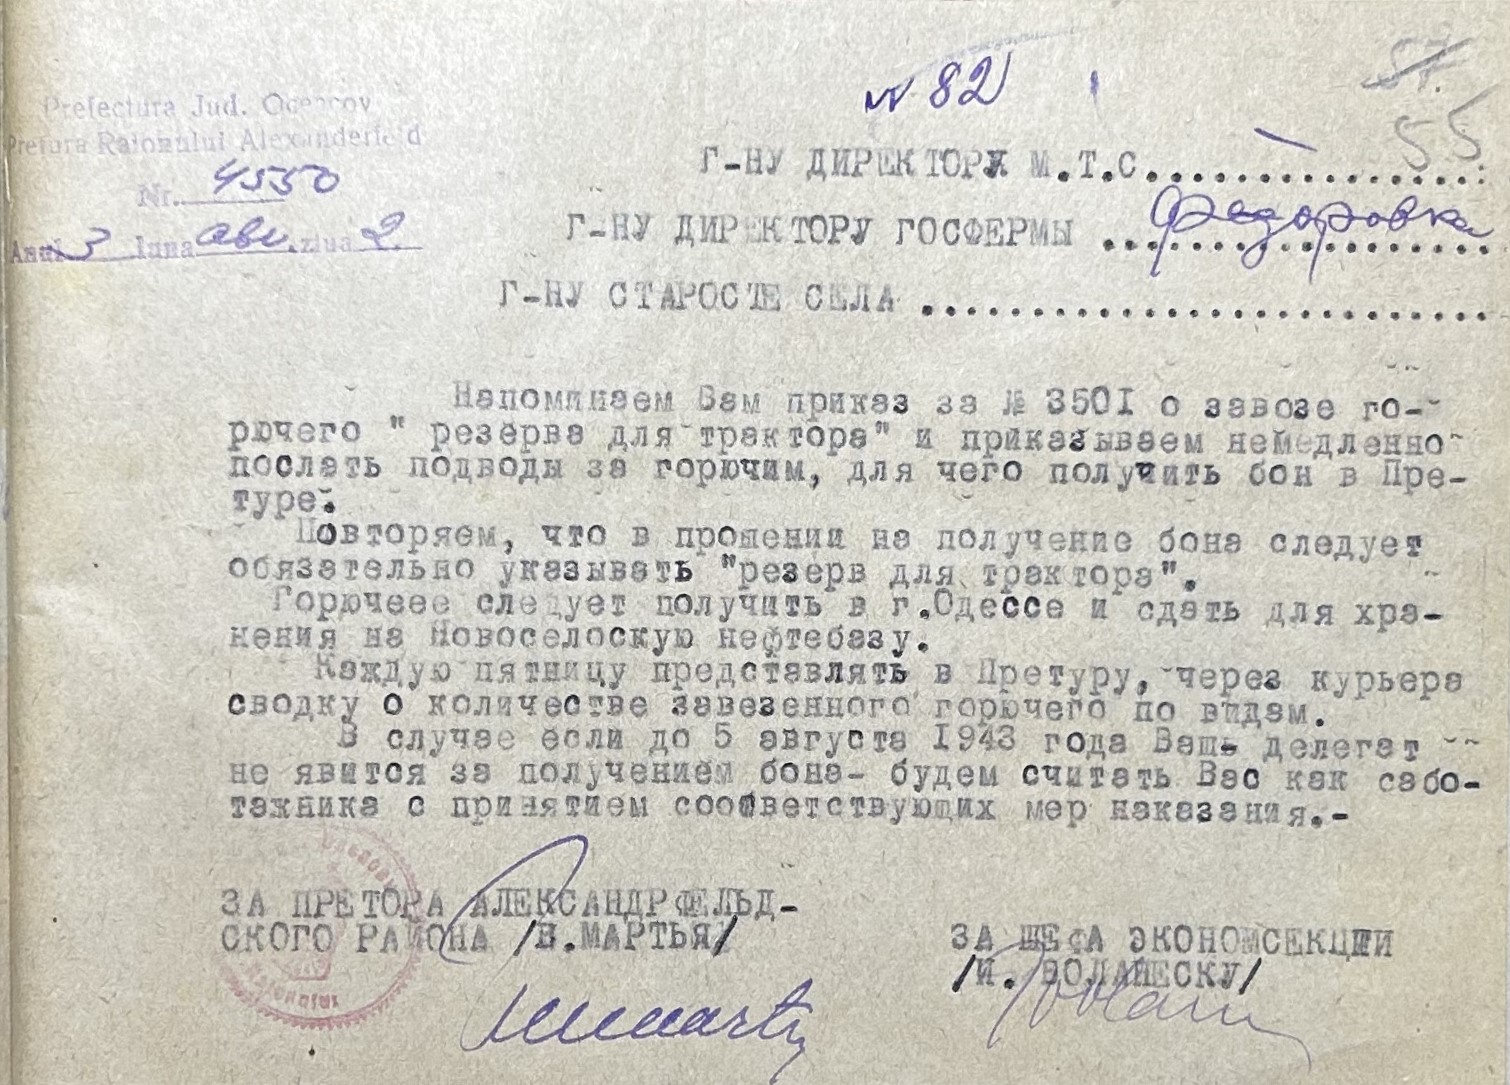 № 82
57.
55
Prefectura Jud. Oceacov
Pretura Raionului Alexanderfeld
Nr. 4550
Anul 3 luna авг. ziua 2.
Г-НУ ДИРЕКТОРУ М.Т.С.................
Г-НУ ДИРЕКТОРУ ГОСФЕРМЫ Федоровка
Г-НУ СТАРОСТЕ СЕЛА ..........................
Напоминаем Вам приказ за № 3501 о завозе го-
рючего " резерва для трактора" и приказываем немедленно
послать подводы за горючим, для чего получить бон в Пре-
туре.
Повторяем, что в прошении на получение бона следует
обязательно указывать "резерв для трактора".
Горючеее следует получить в г.Одессе и сдать для хра-
нения на Новоселоскую нефтебазу.
Каждую пятницу представлять в Претуру, через курьера
сводку о количестве завезенного горючего по видам.
В случае если до 5 августа 1943 года Ваш- делегат
не явится за получением бона- будем считать Вас как сабо-
тажника с принятием соответствующих мер наказания.-
ЗА ПРЕТОРА АЛЕКСАНДРФЕЛЬД-
СКОГО РАЙОНА /В.МАРТЬЯ/
ЗА ШЕФА ЭКОНОМСЕКЦИИ
/И. ВОЛАНЕСКУ/